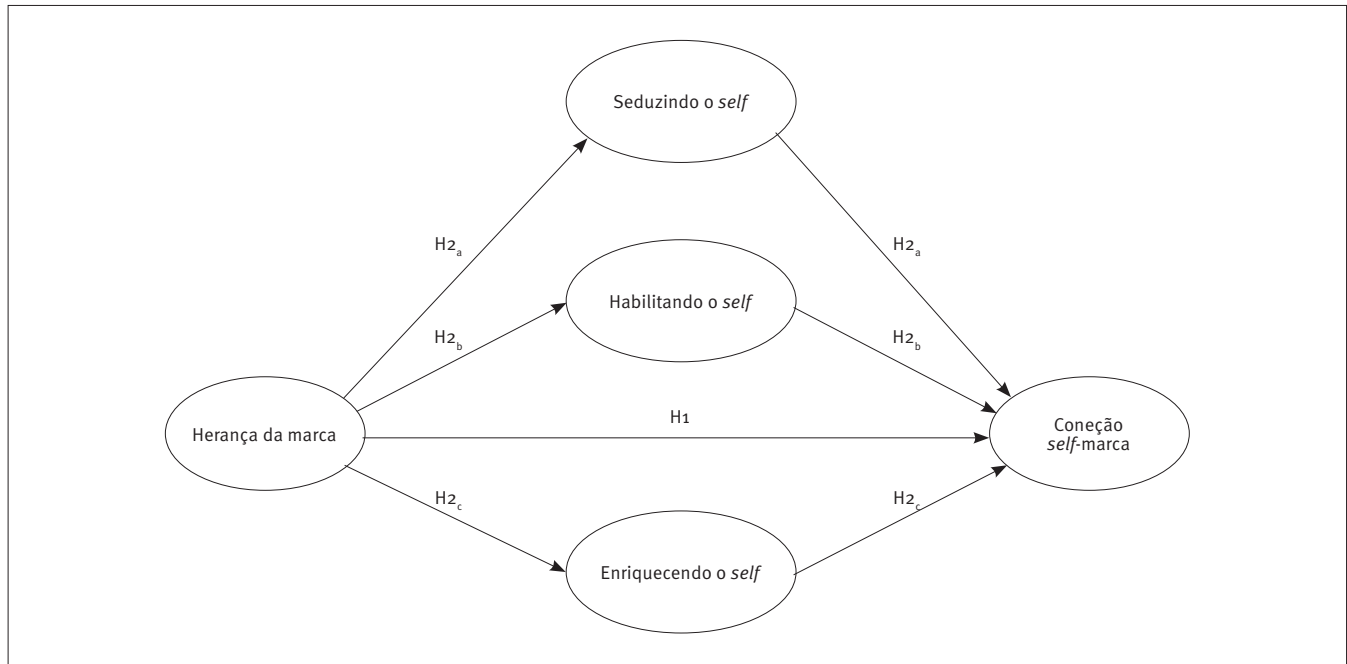 Seduzindo o self
H2a
H2a
Habilitando o self
H2b
H2b
Herança da marca
H1
Coneção
self-marca
H2c
H2c
Enriquecendo o self